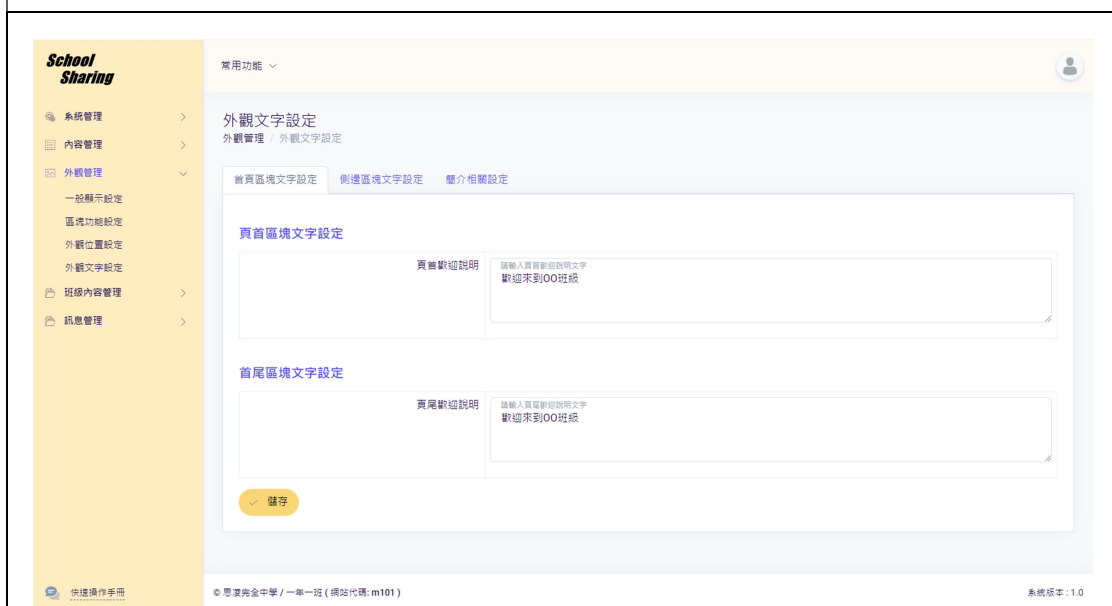 School
Sharing
常用功能
系統管理
內容管理
外觀管理
一般顯示設定
區塊功能設定
外觀位置設定
外觀文字設定
班級內容管理
訊息管理
快速操作手冊
外觀文字設定
外觀管理 / 外觀文字設定
首頁區塊文字設定 側邊區塊文字設定 簡介相關設定
頁首區塊文字設定
頁首歡迎說明
請輸入頁首歡迎說明文字
歡迎來到OO班級
首尾區塊文字設定
頁尾歡迎說明
請輸入頁尾歡迎說明文字
歡迎來到OO班級
儲存
© 思渤完全中學 / 一年一班 ( 網站代碼: m101 )
系統版本 : 1.0